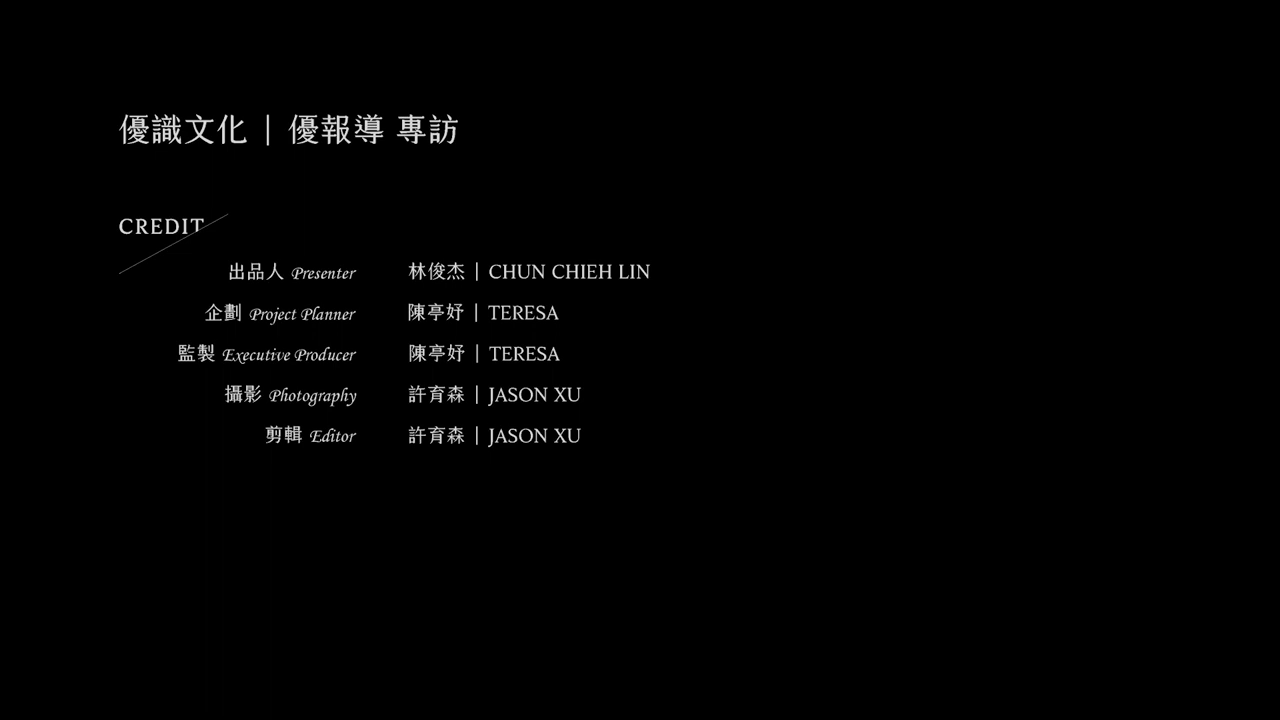 優識文化 | 優報導 專訪
CREDIT
出品人 Presenter 林俊杰 | CHUN CHIEH LIN
企劃 Project Planner 陳亭妤 | TERESA
監製 Executive Producer 陳亭妤 | TERESA
攝影 Photography 許育森 | JASON XU
剪輯 Editor 許育森 | JASON XU